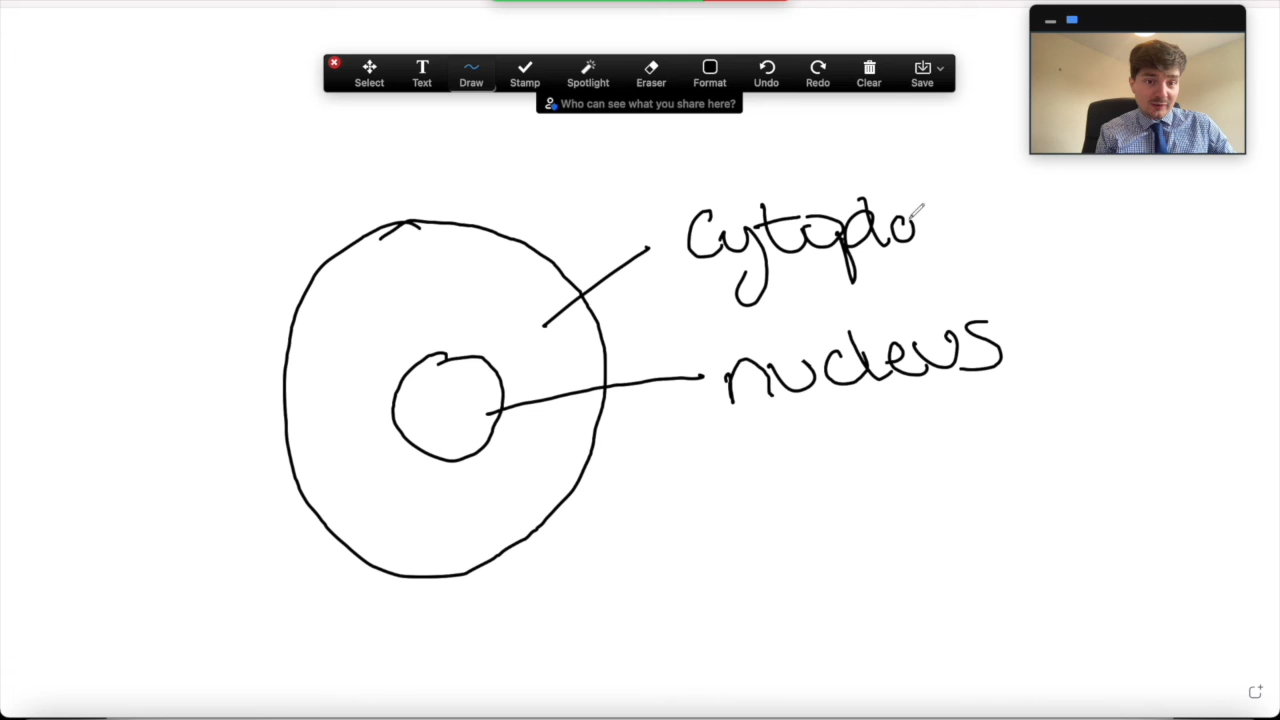 Select Text Draw Stamp Spotlight Eraser Format Undo Redo Clear Save
Who can see what you share here?
Cytopla
nucleus